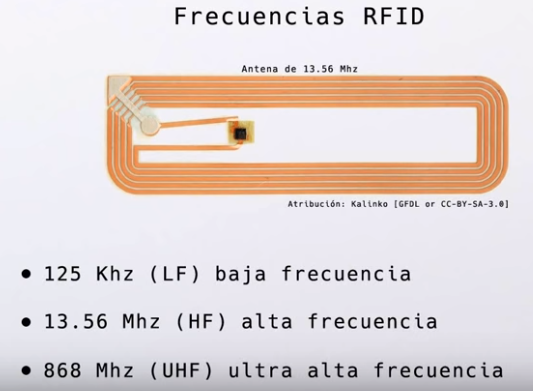 Frecuencias RFID
Antena de 13.56 Mhz
Atribución: Kalinko [GFDL or CC-BY-SA-3.0]
• 125 Khz (LF) baja frecuencia
• 13.56 Mhz (HF) alta frecuencia
• 868 Mhz (UHF) ultra alta frecuencia